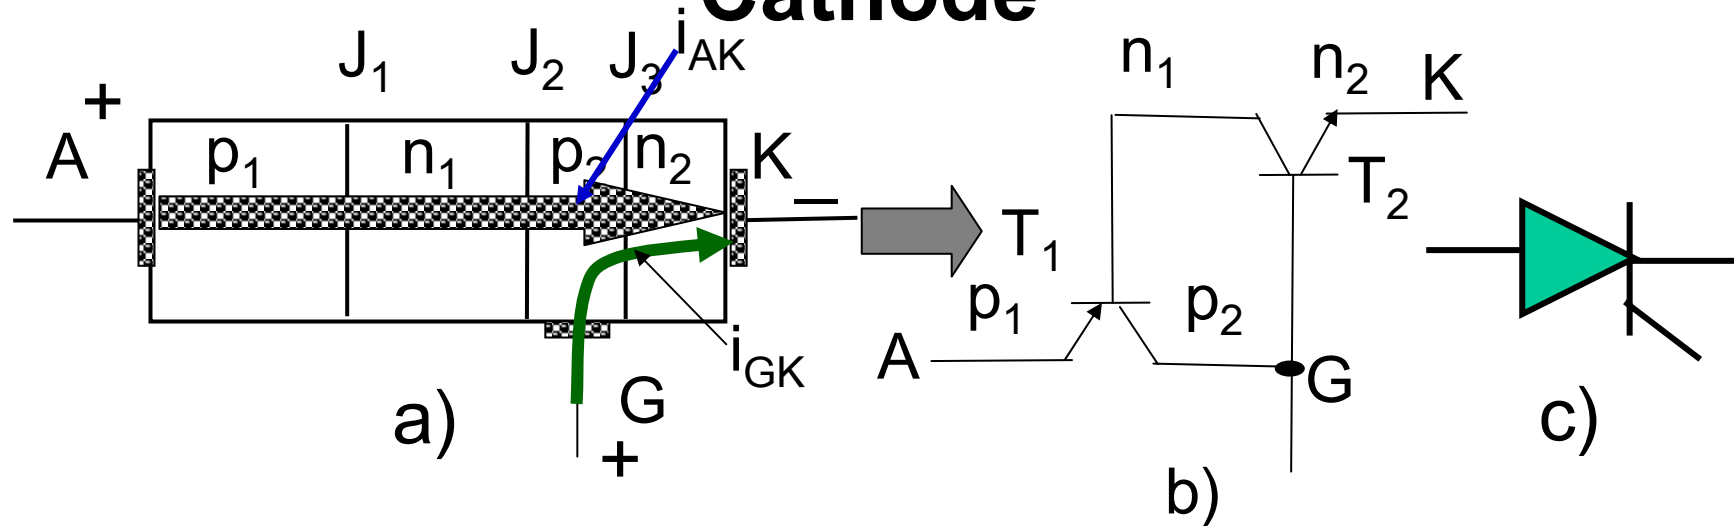 Cathode
J1 J2 J3 iAK
+
A p1 n1 p2 n2 K
–
iGK
G
+
a)
n1 n2 K
T2
T1
p1 p2
A
G
b)
c)